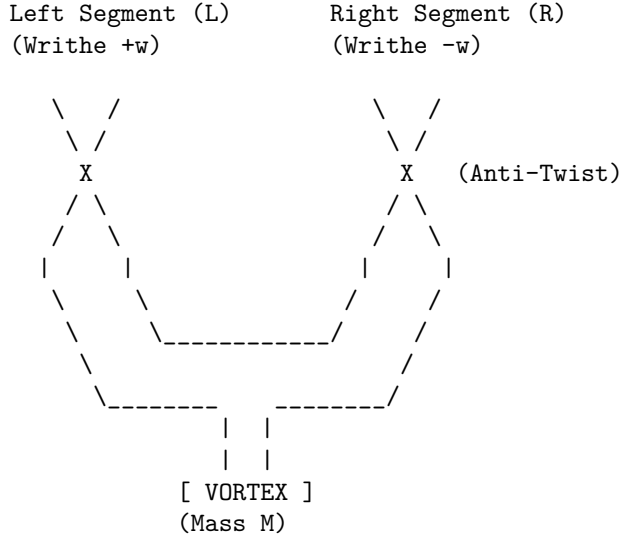 Left Segment (L) Right Segment (R)
(Writhe +w) (Writhe -w)
X X (Anti-Twist)
[ VORTEX ]
(Mass M)